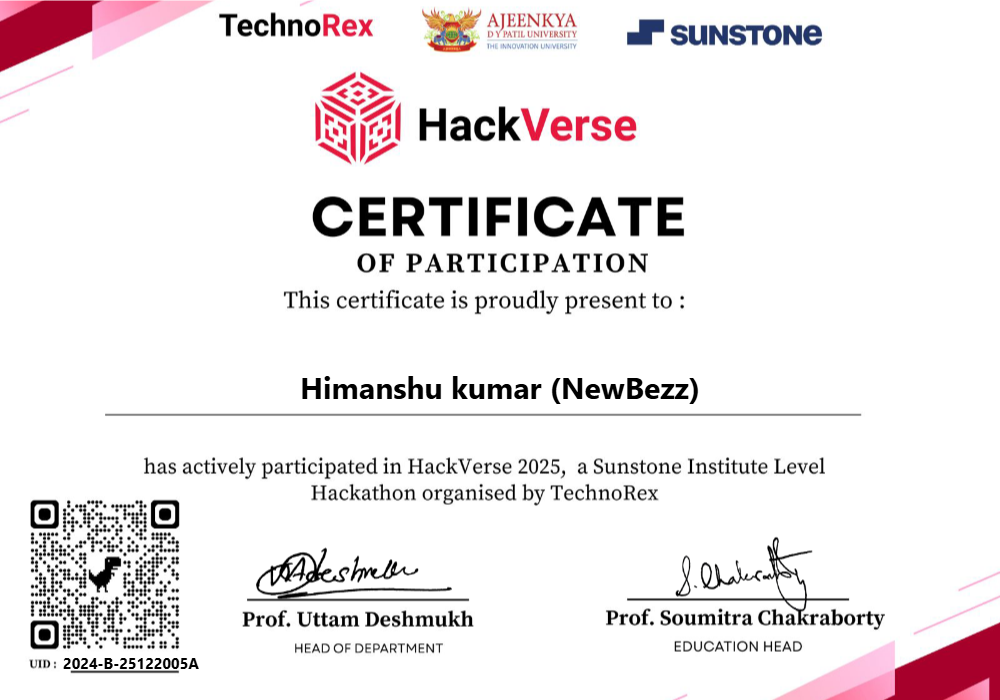 TechnoRex
AJEENKYA
D Y PATIL UNIVERSITY
THE INNOVATION UNIVERSITY
SUNSTONE
HackVerse
CERTIFICATE
OF PARTICIPATION
This certificate is proudly present to :
Himanshu kumar (NewBezz)
has actively participated in HackVerse 2025, a Sunstone Institute Level
Hackathon organised by TechnoRex
Prof. Uttam Deshmukh
HEAD OF DEPARTMENT
S. Chakraborty
Prof. Soumitra Chakraborty
EDUCATION HEAD
UID : 2024-B-25122005A